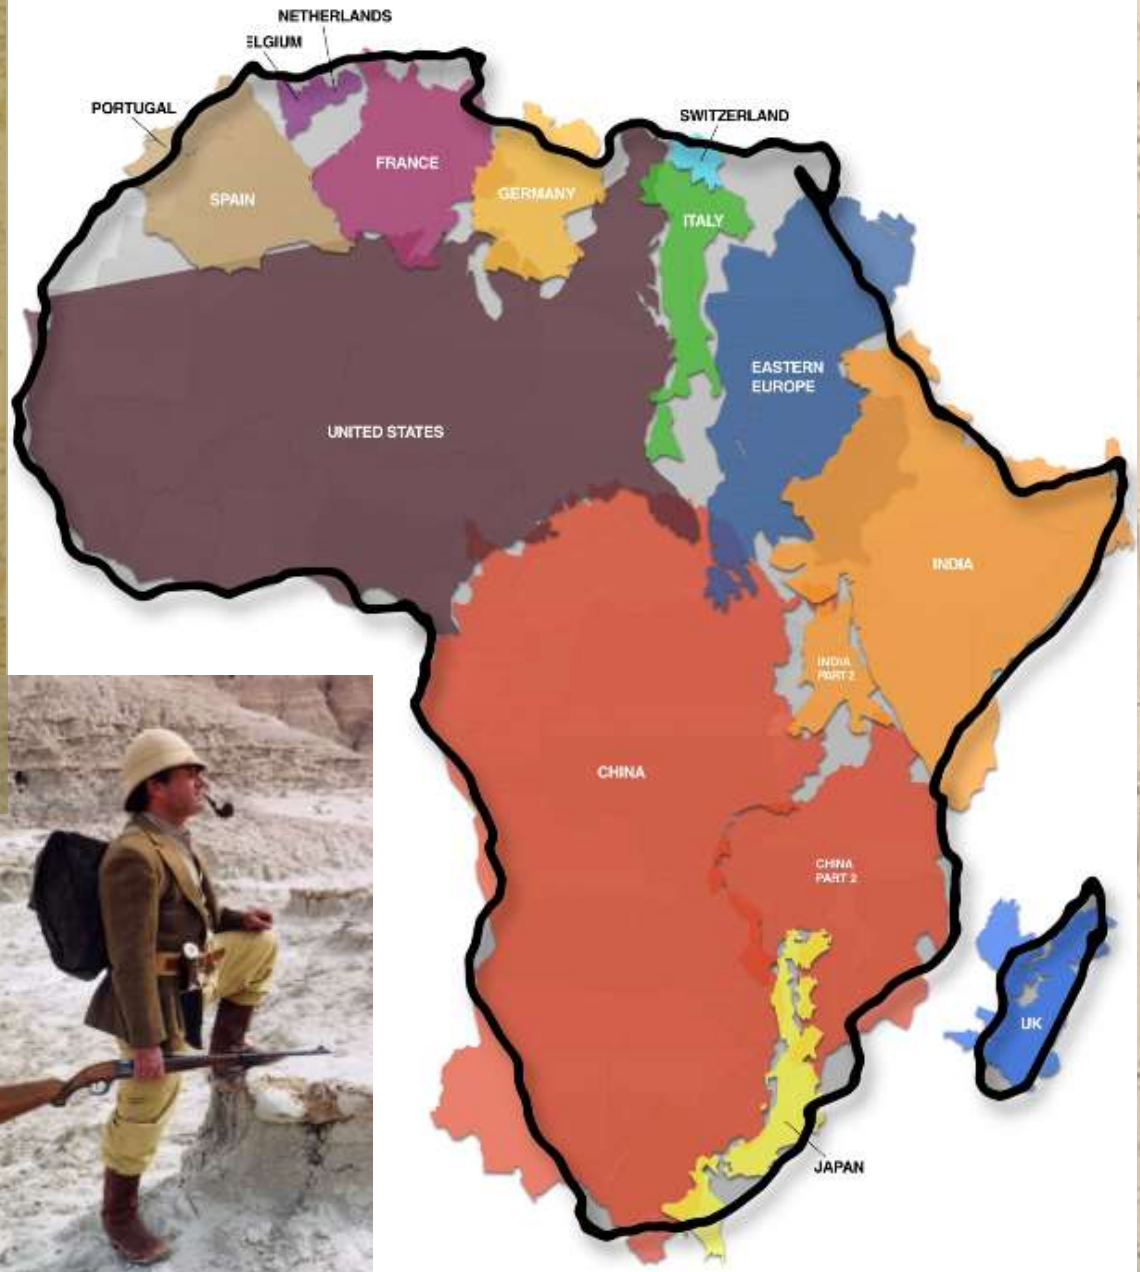 NETHERLANDS
ELGIUM
PORTUGAL
SWITZERLAND
FRANCE
SPAIN
GERMANY
ITALY
EASTERN
EUROPE
UNITED STATES
INDIA
INDIA
PART 2
CHINA
CHINA
PART 2
UK
JAPAN